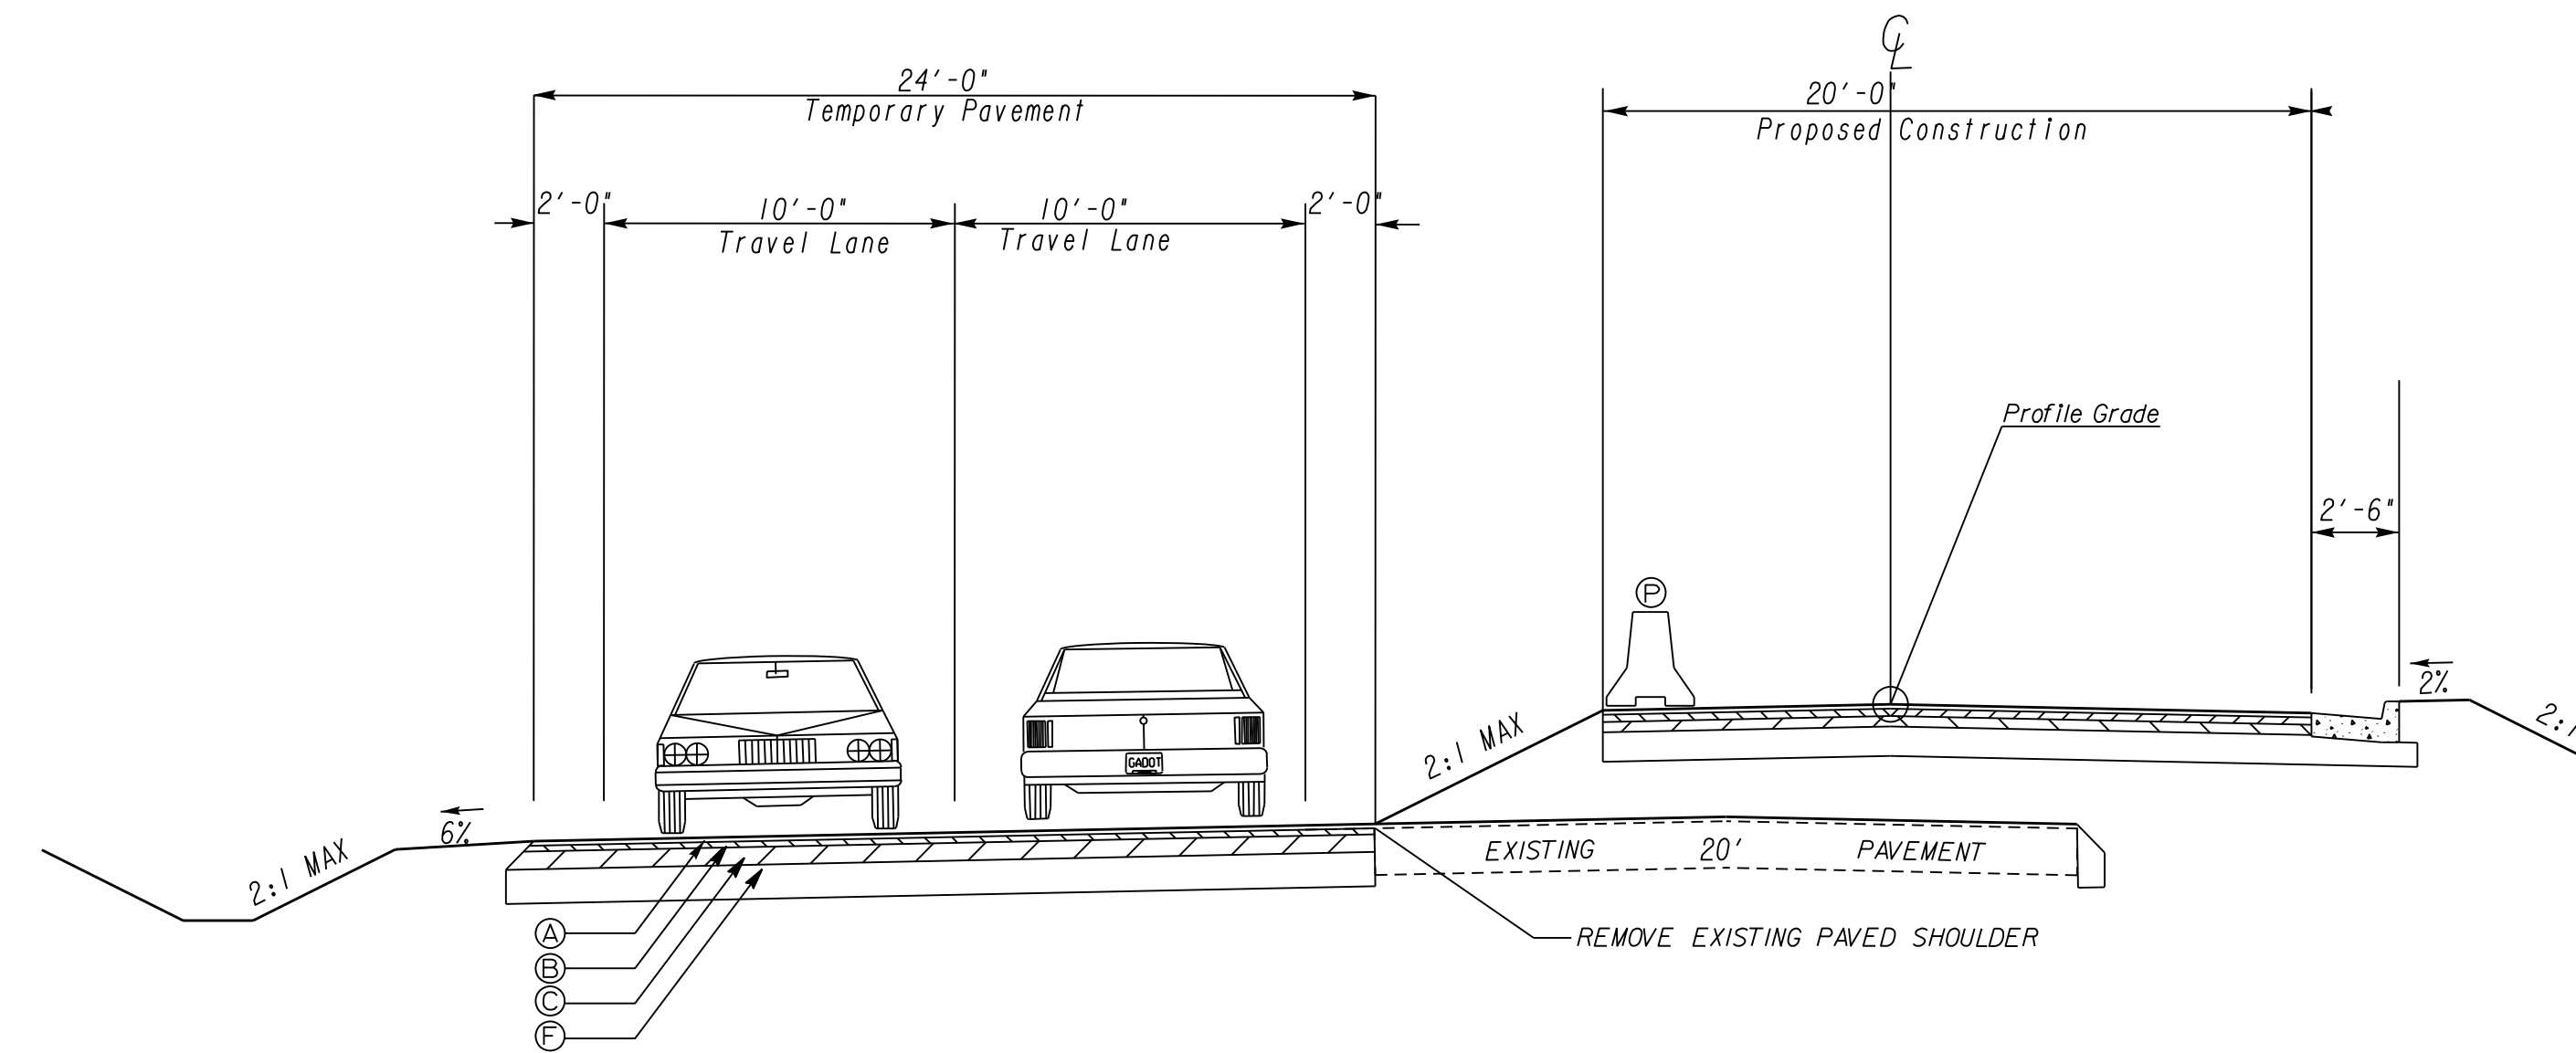 CL
24'-0"
Temporary Pavement
20'-0"
Proposed Construction
2'-0"
10'-0"
10'-0"
2'-0"
Travel Lane
Travel Lane
Profile Grade
2'-6"
P
2%
2:1 MAX
2:1
GADOT
6%
2:1 MAX
EXISTING 20' PAVEMENT
A
REMOVE EXISTING PAVED SHOULDER
B
C
F